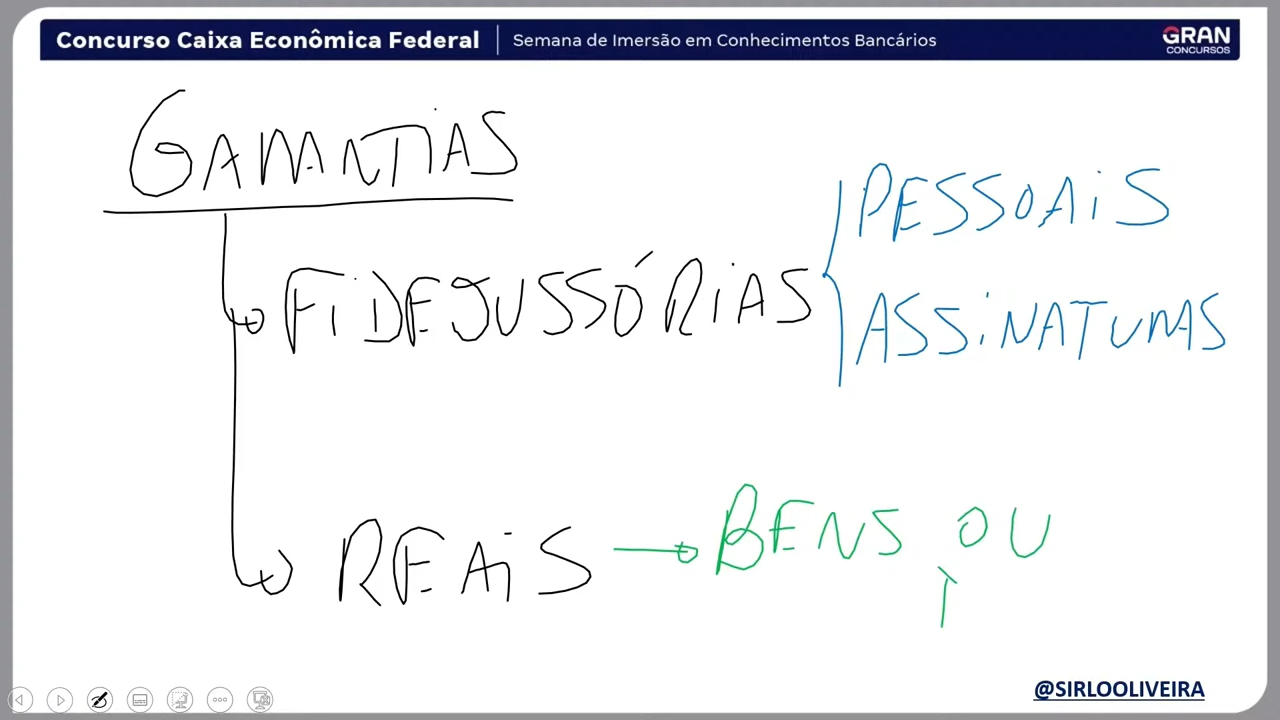 Concurso Caixa Econômica Federal | Semana de Imersão em Conhecimentos Bancários
GRAN CONCURSOS
GARANTIAS
FIDEJUSSÓRIAS
PESSOAIS
ASSINATURAS
REAIS
BENS OU
@SIRLOOLIVEIRA